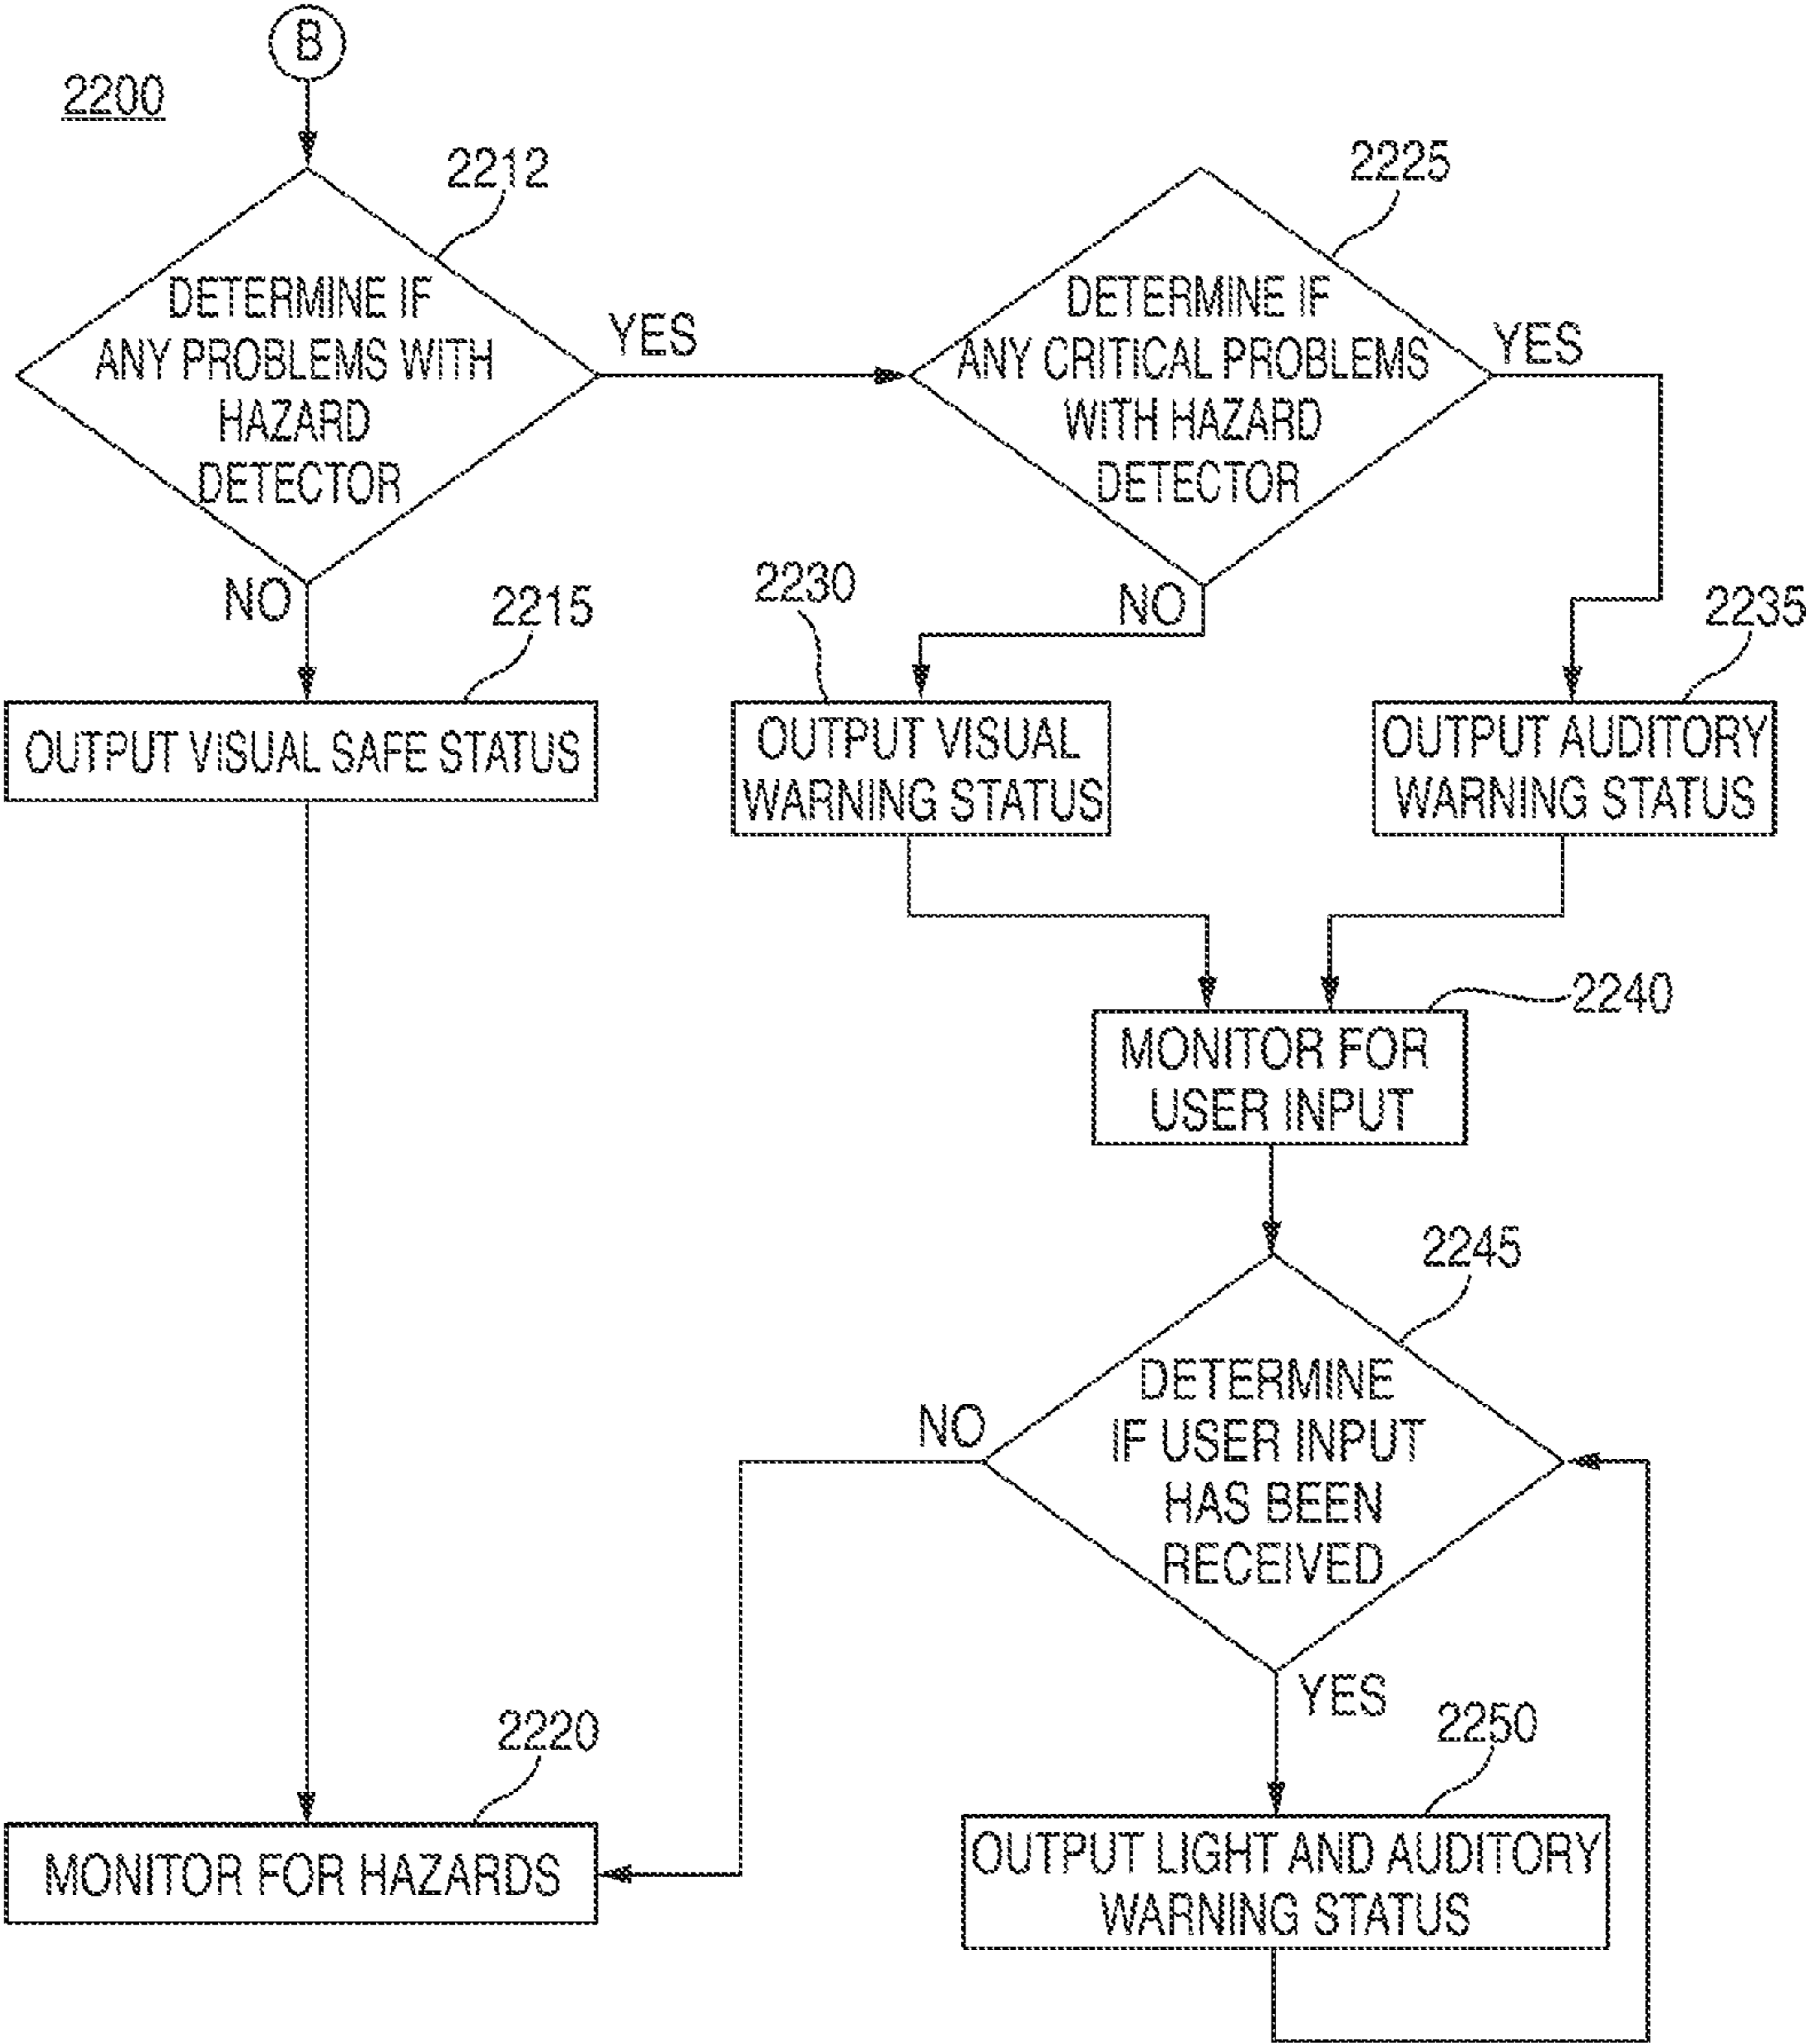 B
2200
2212
DETERMINE IF
ANY PROBLEMS WITH
HAZARD
DETECTOR
YES
NO
2225
DETERMINE IF
ANY CRITICAL PROBLEMS
WITH HAZARD
DETECTOR
YES
NO
2215
OUTPUT VISUAL SAFE STATUS
2230
OUTPUT VISUAL
WARNING STATUS
2235
OUTPUT AUDITORY
WARNING STATUS
2240
MONITOR FOR
USER INPUT
2245
DETERMINE
IF USER INPUT
HAS BEEN
RECEIVED
NO
YES
2220
MONITOR FOR HAZARDS
2250
OUTPUT LIGHT AND AUDITORY
WARNING STATUS